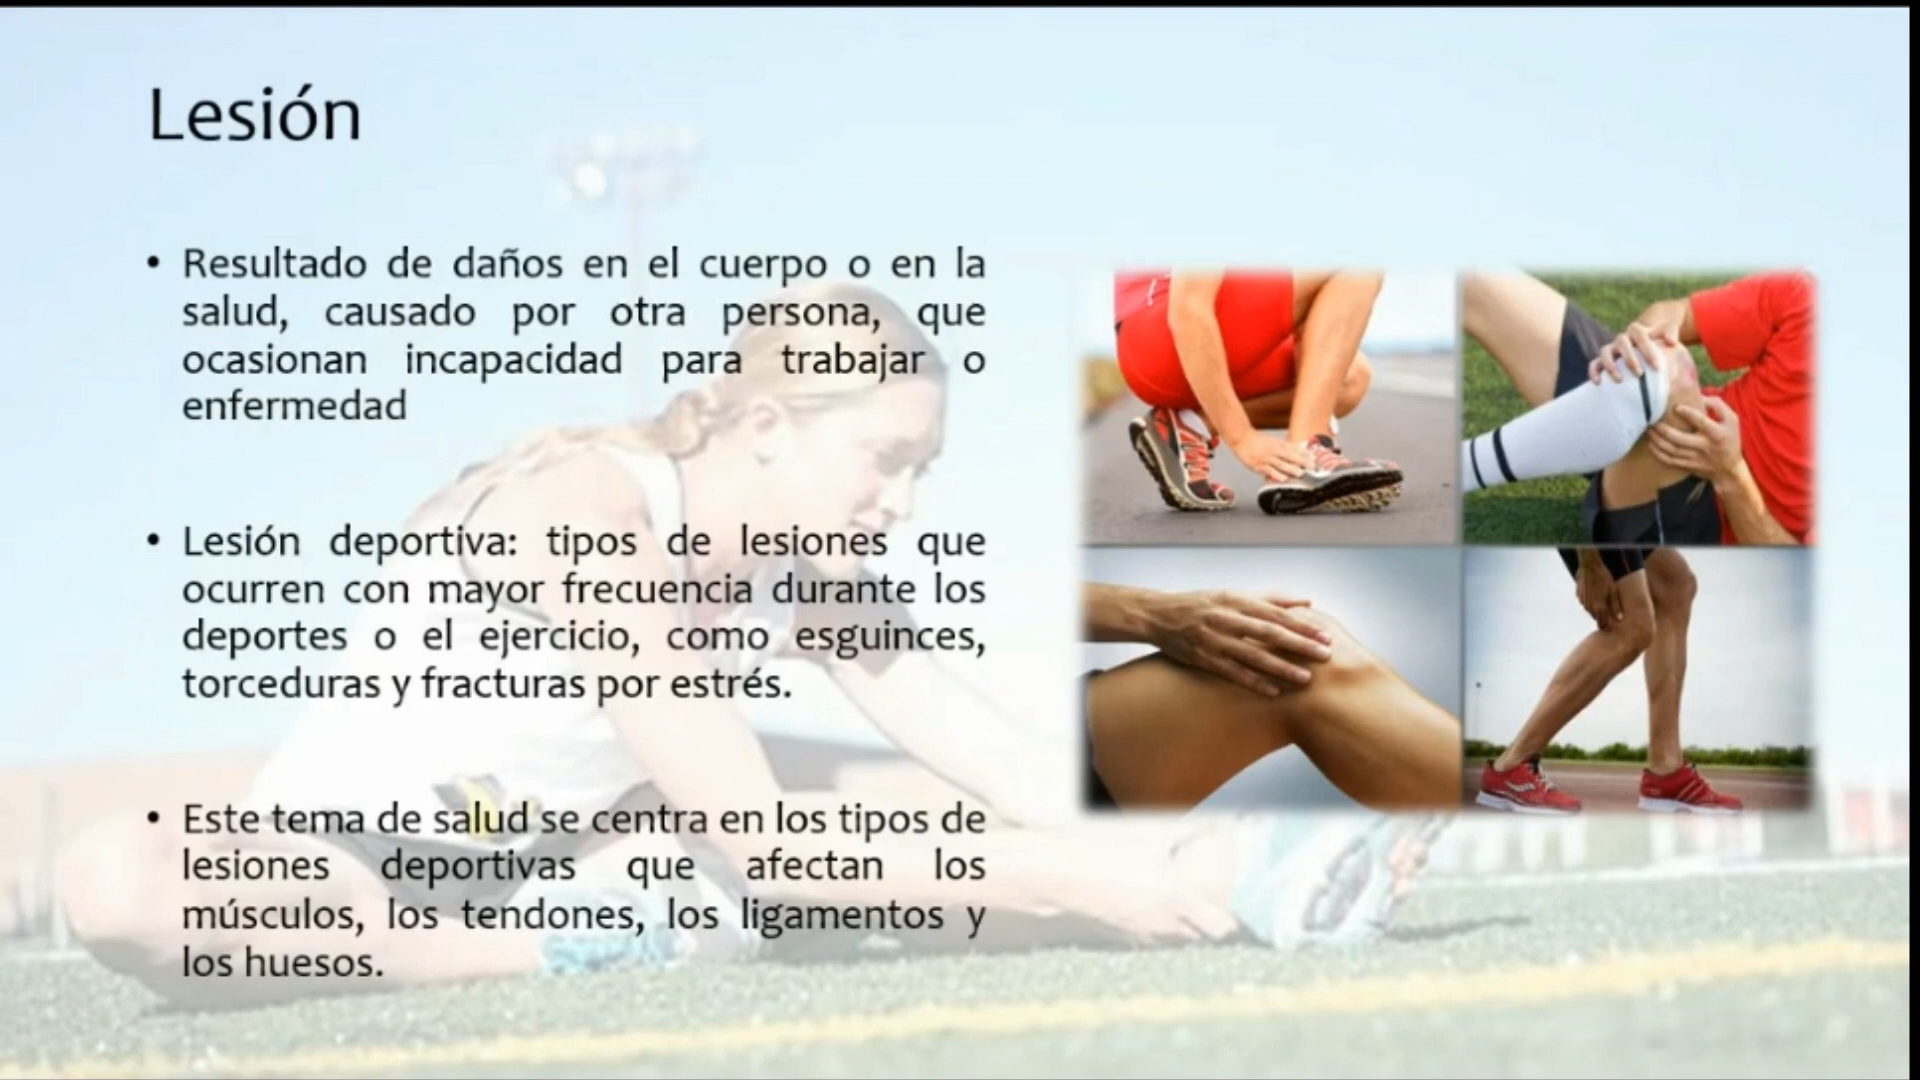 Lesión
• Resultado de daños en el cuerpo o en la
salud, causado por otra persona, que
ocasionan incapacidad para trabajar o
enfermedad
• Lesión deportiva: tipos de lesiones que
ocurren con mayor frecuencia durante los
deportes o el ejercicio, como esguinces,
torceduras y fracturas por estrés.
• Este tema de salud se centra en los tipos de
lesiones deportivas que afectan los
músculos, los tendones, los ligamentos y
los huesos.